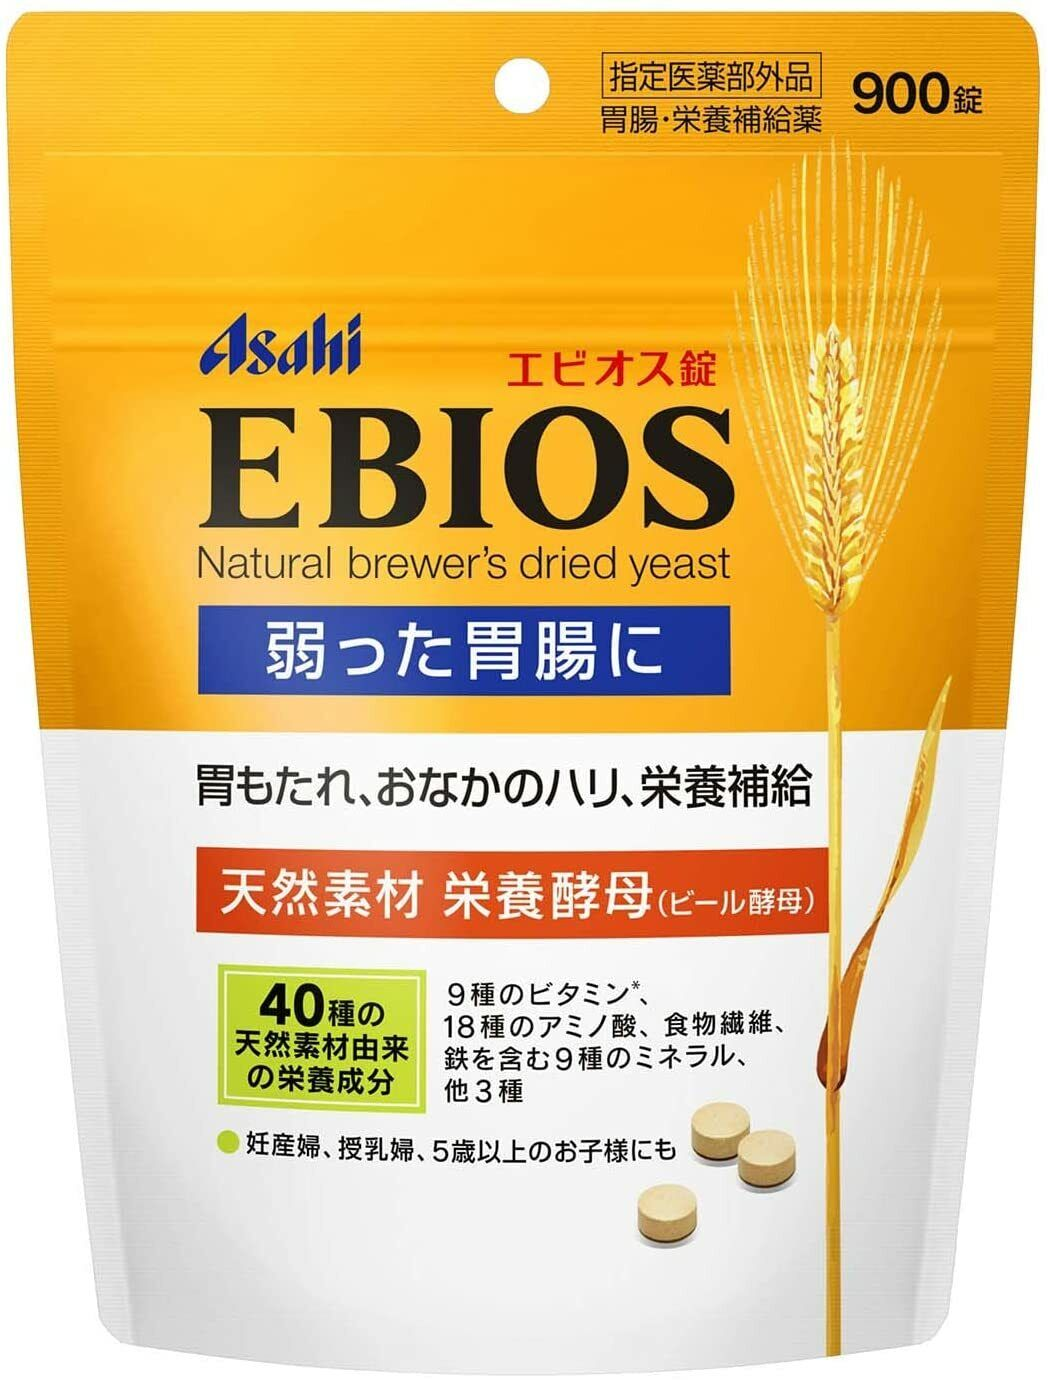 指定医薬部外品
胃腸・栄養補給薬
900錠
Asahi
エビオス錠
EBIOS
Natural brewer's dried yeast
弱った胃腸に
胃もたれ、おなかのハリ、栄養補給
天然素材 栄養酵母(ビール酵母)
40種の
天然素材由来
の栄養成分
9種のビタミン*、
18種のアミノ酸、食物繊維、
鉄を含む9種のミネラル、
他3種
妊産婦、授乳婦、5歳以上のお子様にも